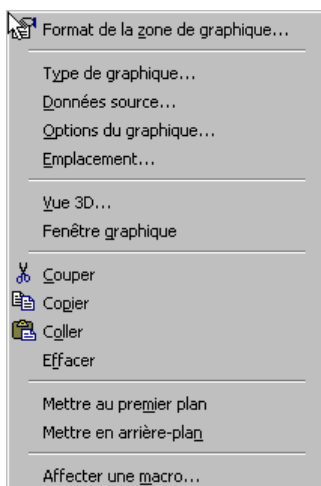 Format de la zone de graphique...
Type de graphique...
Données source...
Options du graphique...
Emplacement...
Vue 3D...
Fenêtre graphique
Couper
Copier
Coller
Effacer
Mettre au premier plan
Mettre en arrière-plan
Affecter une macro...